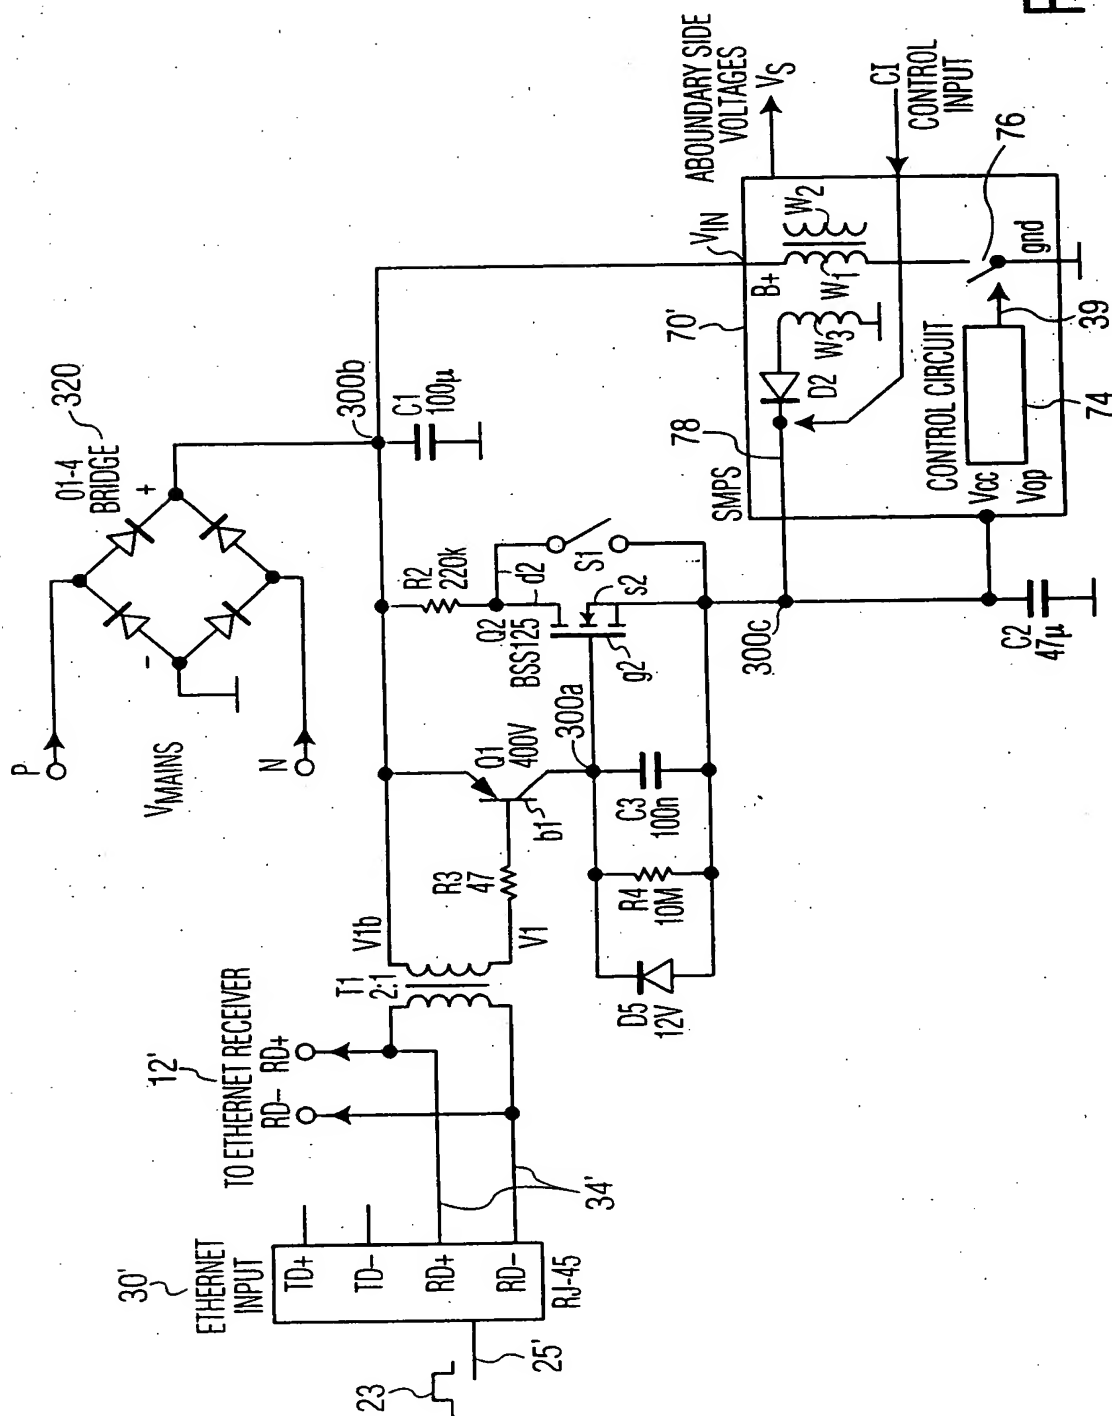 23
25'
30'
ETHERNET
INPUT
TD+
TD-
RD+
RD-
RJ-45
34'
12'
TO ETHERNET RECEIVER
RD-
RD+
T1
2:1
V1b
V1
R3
47
b1
Q1
400V
300a
D5
12V
R4
10M
C3
100n
P
VMAINS
N
-
+
01-4
BRIDGE
320
300b
C1
100µ
R2
220k
Q2
BSS125
d2
S1
s2
g2
300c
C2
47µ
SMPS
78
70'
D2
W3
B+
W1
W2
VIN
ABOUNDARY SIDE
VOLTAGES
VS
CI
CONTROL
INPUT
76
gnd
39
CONTROL CIRCUIT
74
Vcc
Vop